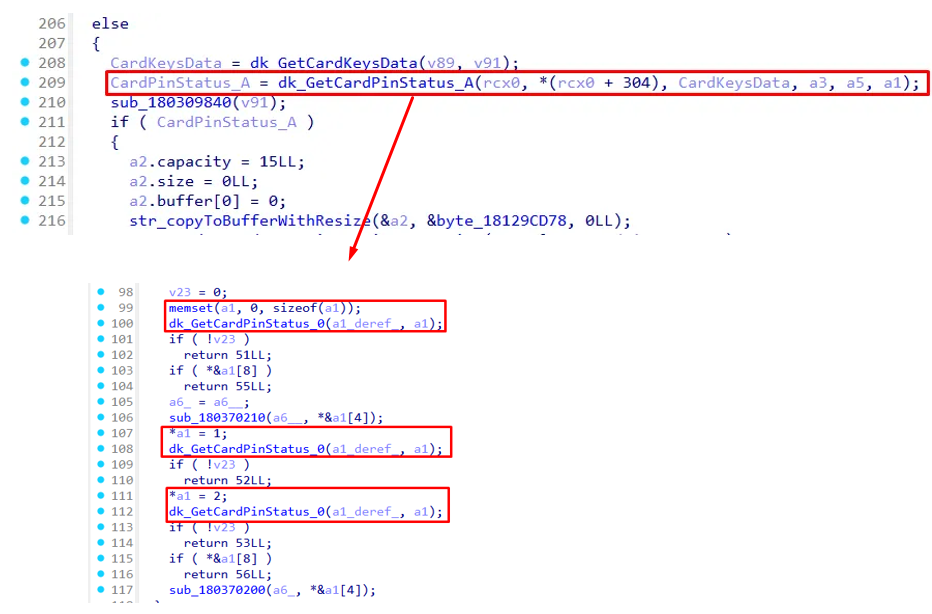 206 else
207 {
208 CardKeysData = dk_GetCardKeysData(v89, v91);
209 CardPinStatus_A = dk_GetCardPinStatus_A(rcx0, *(rcx0 + 304), CardKeysData, a3, a5, a1);
210 sub_180309840(v91);
211 if ( CardPinStatus_A )
212 {
213 a2.capacity = 15LL;
214 a2.size = 0LL;
215 a2.buffer[0] = 0;
216 str_copyToBufferWithResize(&a2, &byte_18129CD78, 0LL);
98 v23 = 0;
99 memset(a1, 0, sizeof(a1));
100 dk_GetCardPinStatus_0(a1_deref_, a1);
101 if ( !v23 )
102 return 51LL;
103 if ( *&a1[8] )
104 return 55LL;
105 a6_ = a6__;
106 sub_180370210(a6__, *&a1[4]);
107 *a1 = 1;
108 dk_GetCardPinStatus_0(a1_deref_, a1);
109 if ( !v23 )
110 return 52LL;
111 *a1 = 2;
112 dk_GetCardPinStatus_0(a1_deref_, a1);
113 if ( !v23 )
114 return 53LL;
115 if ( *&a1[8] )
116 return 56LL;
117 sub_180370200(a6_, *&a1[4]);